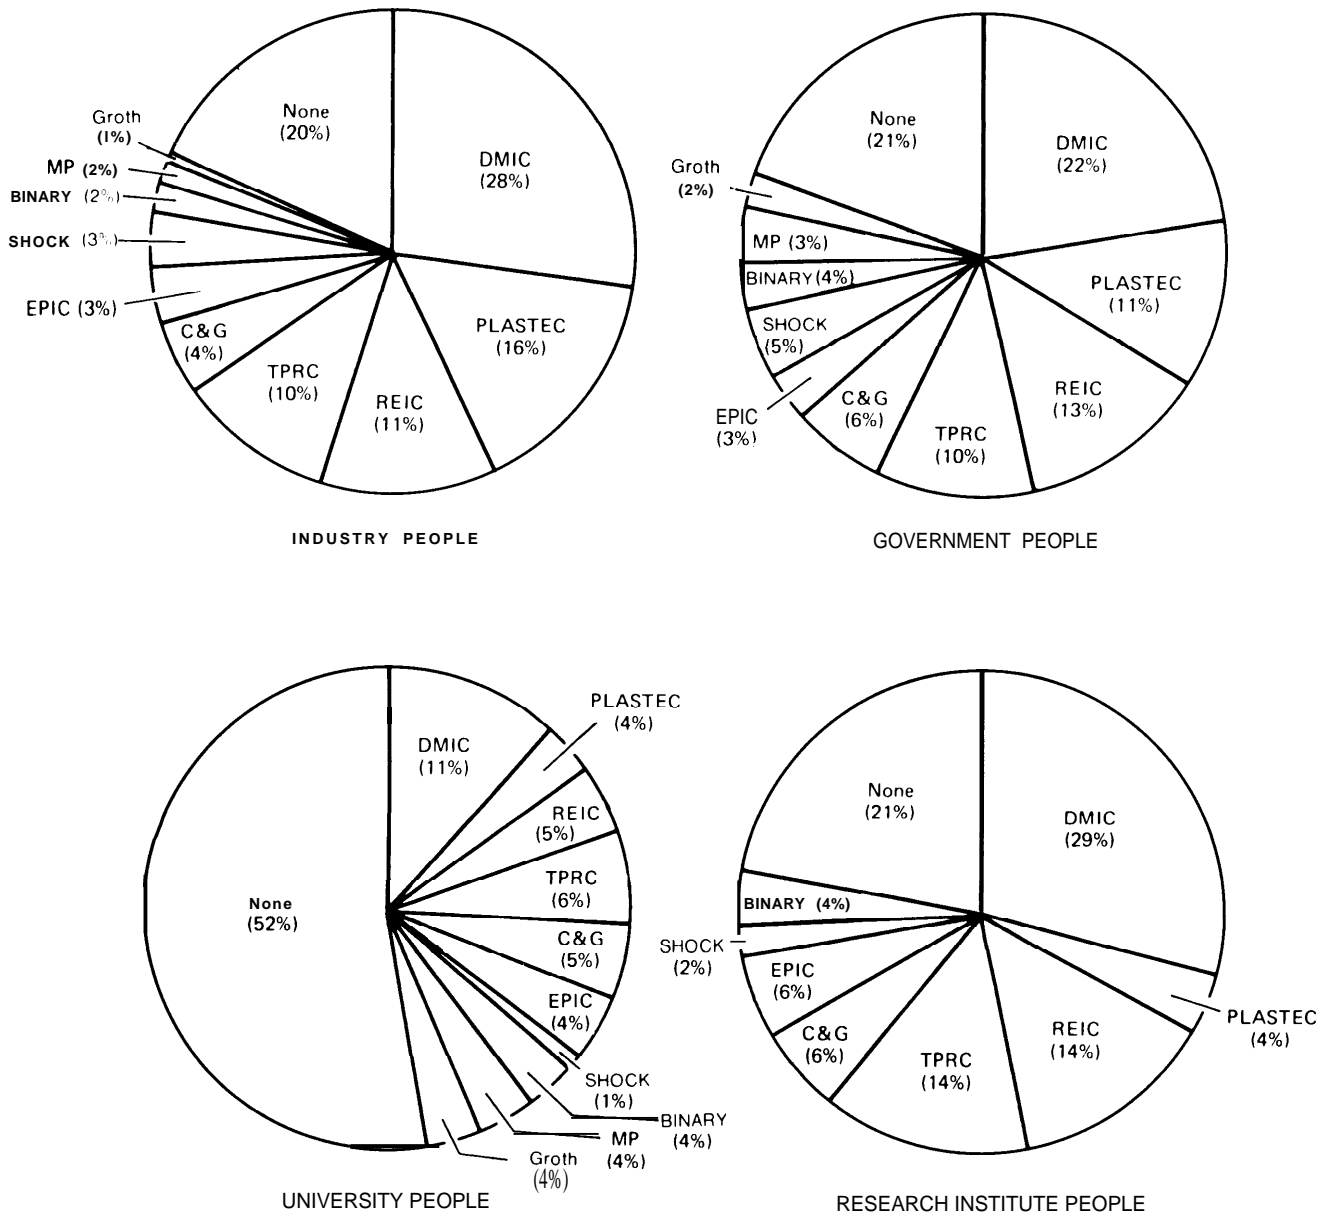 None
(20%)
DMIC
(28%)
PLASTEC
(16%)
REIC
(11%)
TPRC
(10%)
C&G
(4%)
EPIC (3%)
SHOCK (3%)
BINARY (2%)
MP (2%)
Groth
(1%)
INDUSTRY PEOPLE
None
(21%)
DMIC
(22%)
PLASTEC
(11%)
REIC
(13%)
TPRC
(10%)
C&G
(6%)
EPIC
(3%)
SHOCK
(5%)
BINARY (4%)
MP (3%)
Groth
(2%)
GOVERNMENT PEOPLE
None
(52%)
DMIC
(11%)
PLASTEC
(4%)
REIC
(5%)
TPRC
(6%)
C&G
(5%)
EPIC
(4%)
SHOCK
(1%)
BINARY
(4%)
MP
(4%)
Groth
(4%)
UNIVERSITY PEOPLE
None
(21%)
DMIC
(29%)
PLASTEC
(4%)
REIC
(14%)
TPRC
(14%)
C&G
(6%)
EPIC
(6%)
SHOCK
(2%)
BINARY (4%)
RESEARCH INSTITUTE PEOPLE